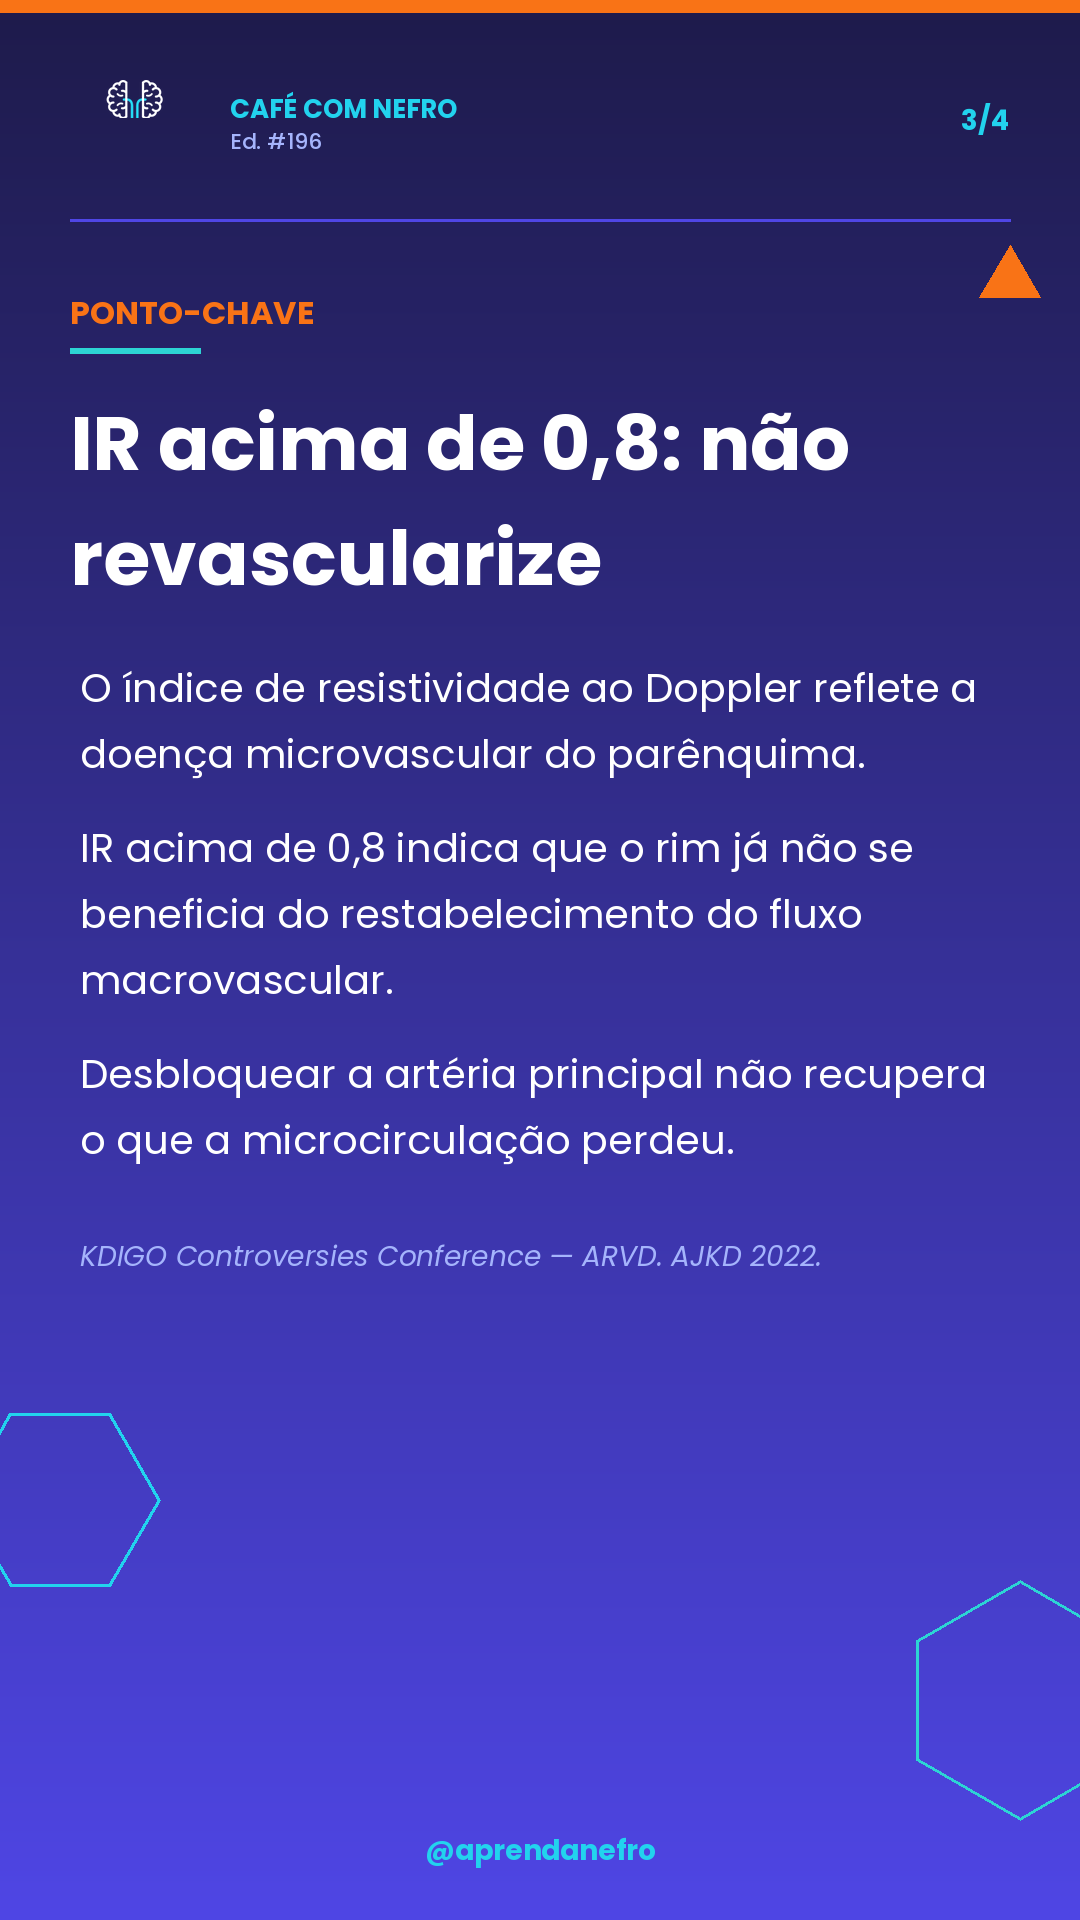 CAFÉ COM NEFRO
Ed. #196
3/4
PONTO-CHAVE
IR acima de 0,8: não
revascularize
O índice de resistividade ao Doppler reflete a
doença microvascular do parênquima.
IR acima de 0,8 indica que o rim já não se
beneficia do restabelecimento do fluxo
macrovascular.
Desbloquear a artéria principal não recupera
o que a microcirculação perdeu.
KDIGO Controversies Conference — ARVD. AJKD 2022.
@aprendanefro